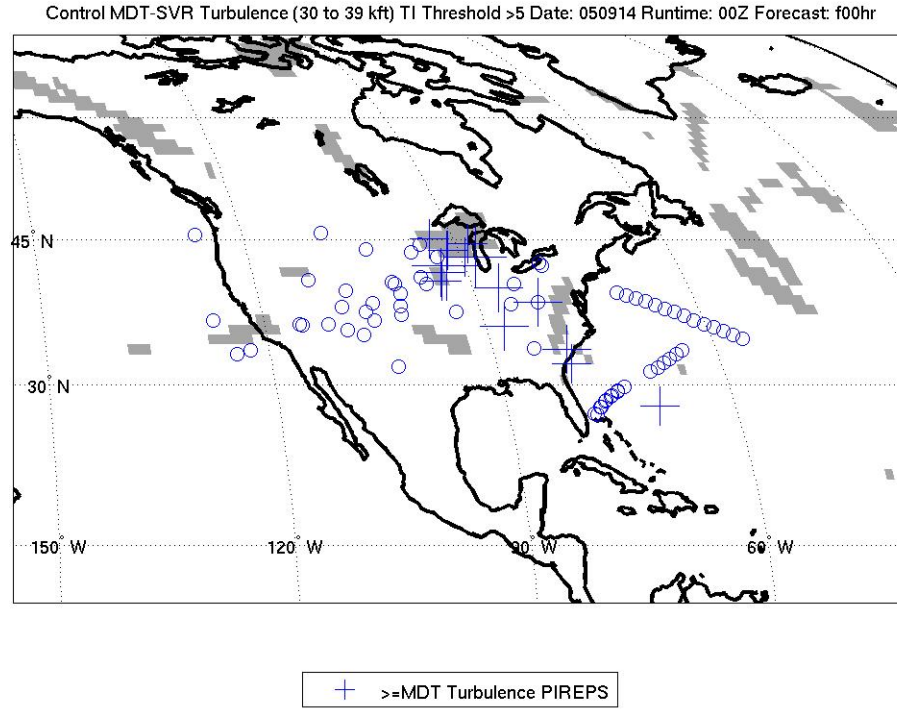 Current MDT-SVR Turbulence (30 to 39 kft) TI Threshold >5 Date: 050914 Runtime: 00Z Forecast: f00hr
45° N
30° N
150° W
120° W
90° W
60° W
>=MDT Turbulence PIREPS